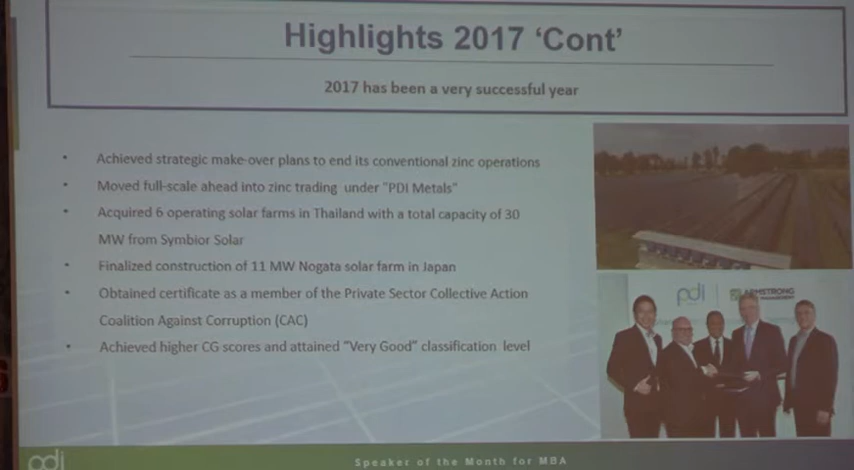 Highlights 2017 ‘Cont’
2017 has been a very successful year
• Achieved strategic make-over plans to end its conventional zinc operations
• Moved full-scale ahead into zinc trading under "PDI Metals"
• Acquired 6 operating solar farms in Thailand with a total capacity of 30
MW from Symbior Solar
• Finalized construction of 11 MW Nogata solar farm in Japan
• Obtained certificate as a member of the Private Sector Collective Action
Coalition Against Corruption (CAC)
• Achieved higher CG scores and attained "Very Good" classification level
pdi
ARMSTRONG
pdi
Speaker of the Month for MBA